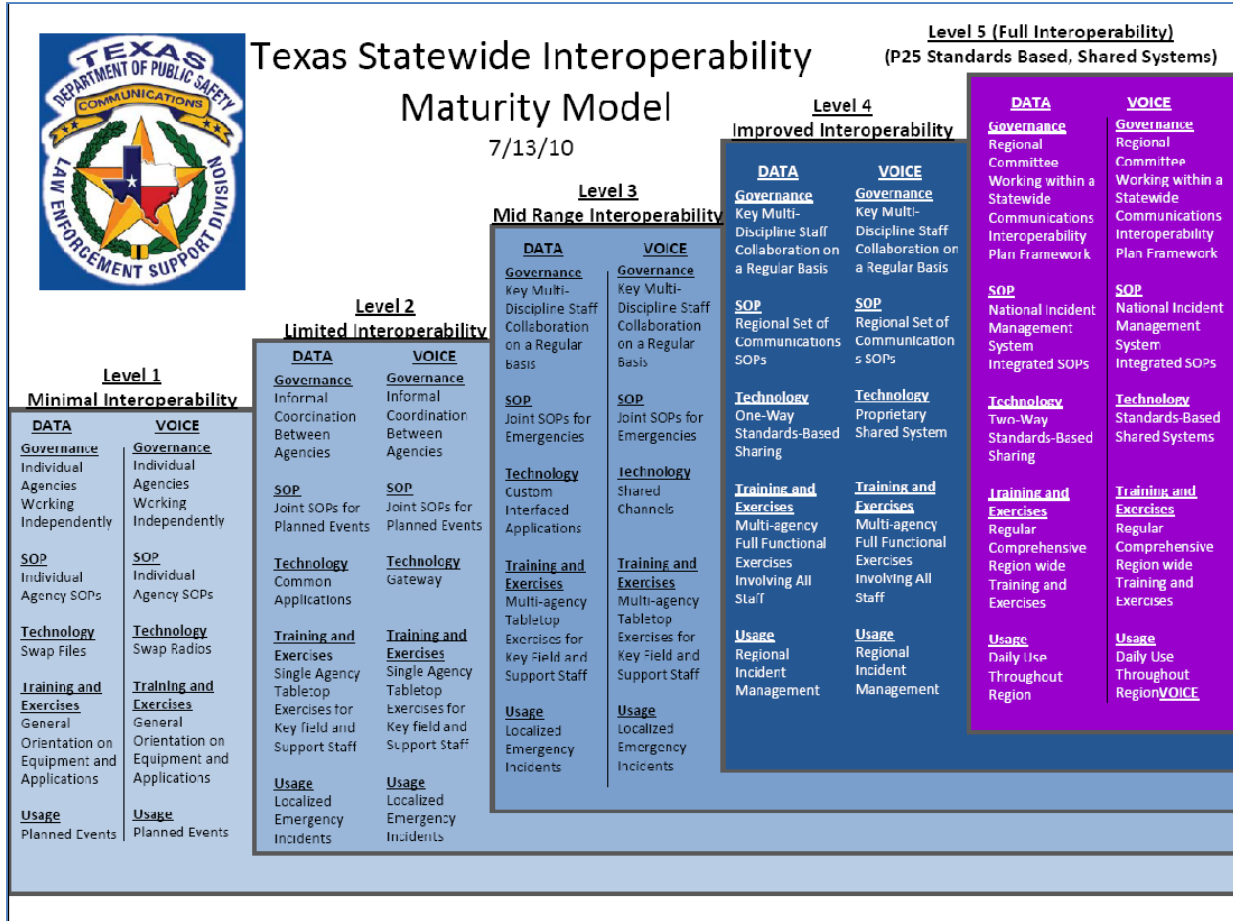 TEXAS
DEPARTMENT OF PUBLIC SAFETY
COMMUNICATIONS
LAW ENFORCEMENT SUPPORT DIVISION
Texas Statewide Interoperability
Maturity Model
7/13/10
Level 1
Minimal Interoperability
DATA
Governance
Individual
Agencies
Working
Independently
SOP
Individual
Agency SOPs
Technology
Swap Files
Training and
Exercises
General
Orientation on
Equipment and
Applications
Usage
Planned Events
VOICE
Governance
Individual
Agencies
Working
Independently
SOP
Individual
Agency SOPs
Technology
Swap Radios
Training and
Exercises
General
Orientation on
Equipment and
Applications
Usage
Planned Events
Level 2
Limited Interoperability
DATA
Governance
Informal
Coordination
Between
Agencies
SOP
Joint SOPs for
Planned Events
Technology
Common
Applications
Training and
Exercises
Single Agency
Tabletop
Exercises for
Key field and
Support Staff
Usage
Localized
Emergency
Incidents
VOICE
Governance
Informal
Coordination
Between
Agencies
SOP
Joint SOPs for
Planned Events
Technology
Gateway
Training and
Exercises
Single Agency
Tabletop
Exercises for
Key field and
Support Staff
Usage
Localized
Emergency
Incidents
Level 3
Mid Range Interoperability
DATA
Governance
Key Multi-
Discipline Staff
Collaboration
on a Regular
Basis
SOP
Joint SOPs for
Emergencies
Technology
Custom
Interfaced
Applications
Training and
Exercises
Multi-agency
Tabletop
Exercises for
Key Field and
Support Staff
Usage
Localized
Emergency
Incidents
VOICE
Governance
Key Multi-
Discipline Staff
Collaboration
on a Regular
Basis
SOP
Joint SOPs for
Emergencies
Technology
Shared
Channels
Training and
Exercises
Multi-agency
Tabletop
Exercises for
Key Field and
Support Staff
Usage
Localized
Emergency
Incidents
Level 4
Improved Interoperability
DATA
Governance
Key Multi-
Discipline Staff
Collaboration on
a Regular Basis
SOP
Regional Set of
Communications
SOPs
Technology
One-Way
Standards-Based
Sharing
Training and
Exercises
Multi-agency
Full Functional
Exercises
Involving All
Staff
Usage
Regional
Incident
Management
VOICE
Governance
Key Multi-
Discipline Staff
Collaboration on
a Regular Basis
SOP
Regional Set of
Communication
s SOPs
Technology
Proprietary
Shared System
Training and
Exercises
Multi-agency
Full Functional
Exercises
Involving All
Staff
Usage
Regional
Incident
Management
Level 5 (Full Interoperability)
(P25 Standards Based, Shared Systems)
DATA
Governance
Regional
Committee
Working within a
Statewide
Communications
Interoperability
Plan Framework
SOP
National Incident
Management
System
Integrated SOPs
Technology
Two-Way
Standards-Based
Sharing
Training and
Exercises
Regular
Comprehensive
Region wide
Training and
Exercises
Usage
Daily Use
Throughout
Region
VOICE
Governance
Regional
Committee
Working within a
Statewide
Communications
Interoperability
Plan Framework
SOP
National Incident
Management
System
Integrated SOPs
Technology
Standards-Based
Shared Systems
Training and
Exercises
Regular
Comprehensive
Region wide
Training and
Exercises
Usage
Daily Use
Throughout
RegionVOICE